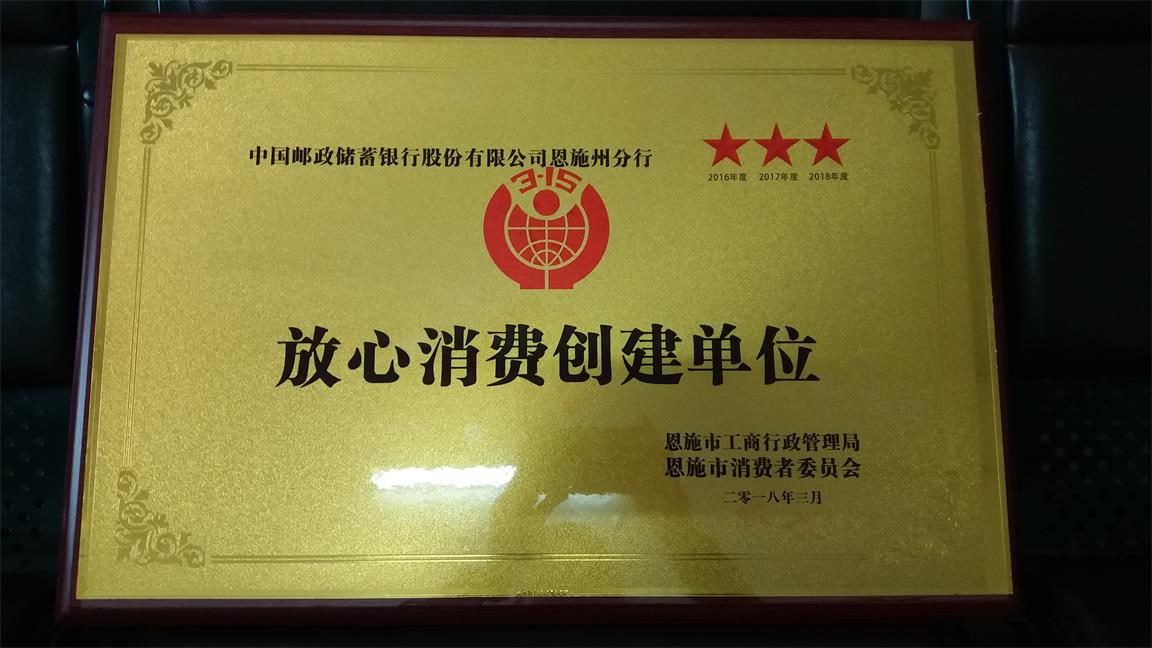 中国邮政储蓄银行股份有限公司恩施州分行
2016年度 2017年度 2018年度
3·15
放心消费创建单位
恩施市工商行政管理局
恩施市消费者委员会
二零一八年三月